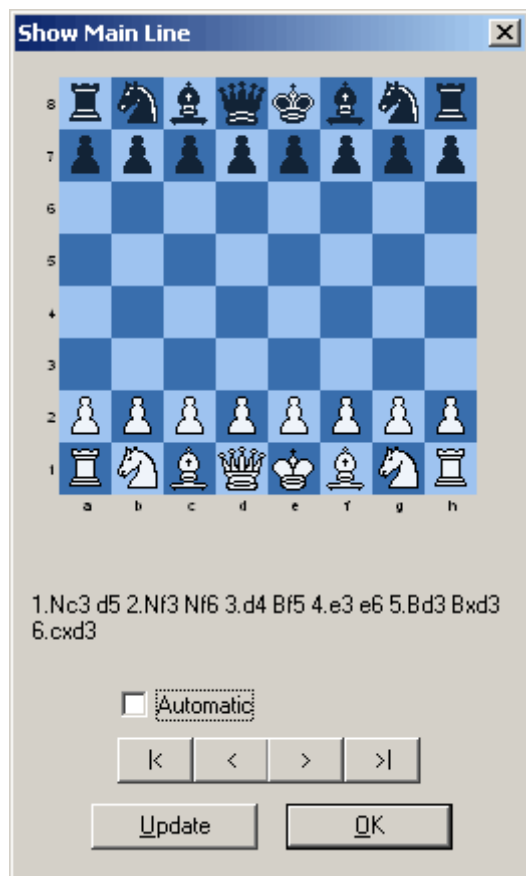 Show Main Line
8
7
6
5
4
3
2
1
a b c d e f g h
1.Nc3 d5 2.Nf3 Nf6 3.d4 Bf5 4.e3 e6 5.Bd3 Bxd3
6.cxd3
Automatic
|< < > >|
Update OK